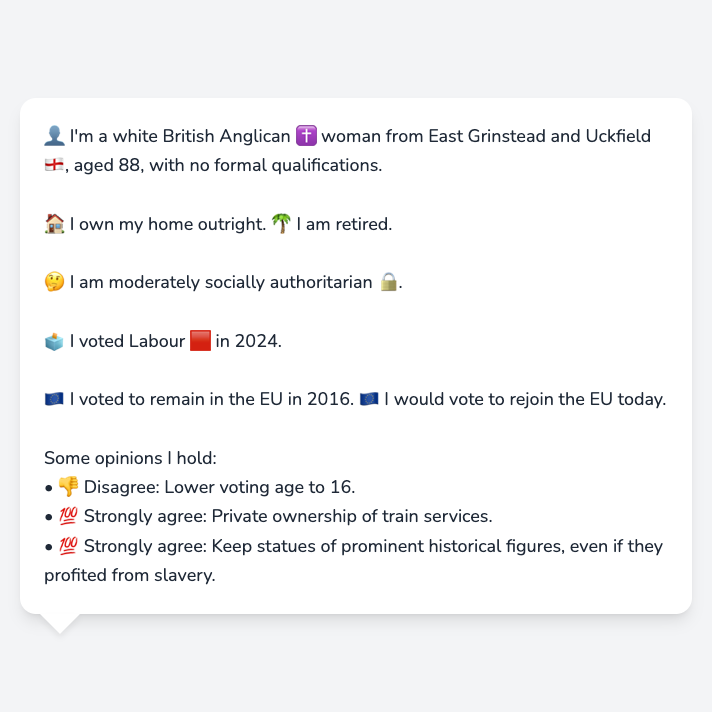 👤 I'm a white British Anglican ✝️ woman from East Grinstead and Uckfield
🏴󠁧󠁢󠁥󠁮󠁧󠁿, aged 88, with no formal qualifications.
🏠 I own my home outright. 🌴 I am retired.
🤔 I am moderately socially authoritarian 🔒.
🗳️ I voted Labour 🟥 in 2024.
🇪🇺 I voted to remain in the EU in 2016. 🇪🇺 I would vote to rejoin the EU today.
Some opinions I hold:
• 👎 Disagree: Lower voting age to 16.
• 💯 Strongly agree: Private ownership of train services.
• 💯 Strongly agree: Keep statues of prominent historical figures, even if they
profited from slavery.